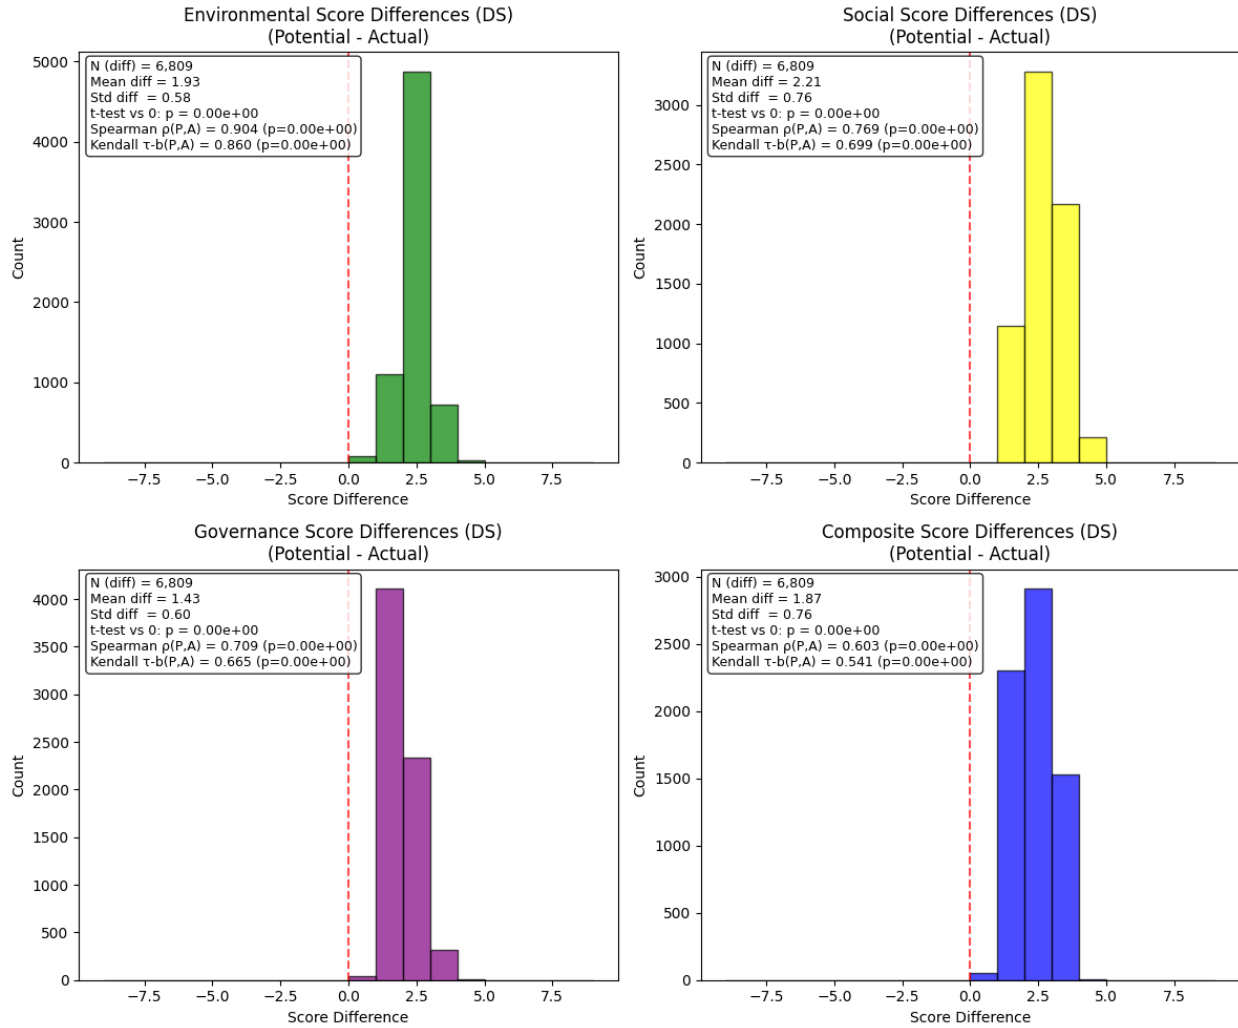 Environmental Score Differences (DS)
(Potential - Actual)
N (diff) = 6,809
Mean diff = 1.93
Std diff  = 0.58
t-test vs 0: p = 0.00e+00
Spearman ρ(P,A) = 0.904 (p=0.00e+00)
Kendall τ-b(P,A) = 0.860 (p=0.00e+00)
5000
4000
3000
2000
1000
0
Count
−7.5 −5.0 −2.5 0.0 2.5 5.0 7.5
Score Difference
Social Score Differences (DS)
(Potential - Actual)
N (diff) = 6,809
Mean diff = 2.21
Std diff  = 0.76
t-test vs 0: p = 0.00e+00
Spearman ρ(P,A) = 0.769 (p=0.00e+00)
Kendall τ-b(P,A) = 0.699 (p=0.00e+00)
3000
2500
2000
1500
1000
500
0
Count
−7.5 −5.0 −2.5 0.0 2.5 5.0 7.5
Score Difference
Governance Score Differences (DS)
(Potential - Actual)
N (diff) = 6,809
Mean diff = 1.43
Std diff  = 0.60
t-test vs 0: p = 0.00e+00
Spearman ρ(P,A) = 0.709 (p=0.00e+00)
Kendall τ-b(P,A) = 0.665 (p=0.00e+00)
4000
3500
3000
2500
2000
1500
1000
500
0
Count
−7.5 −5.0 −2.5 0.0 2.5 5.0 7.5
Score Difference
Composite Score Differences (DS)
(Potential - Actual)
N (diff) = 6,809
Mean diff = 1.87
Std diff  = 0.76
t-test vs 0: p = 0.00e+00
Spearman ρ(P,A) = 0.603 (p=0.00e+00)
Kendall τ-b(P,A) = 0.541 (p=0.00e+00)
3000
2500
2000
1500
1000
500
0
Count
−7.5 −5.0 −2.5 0.0 2.5 5.0 7.5
Score Difference